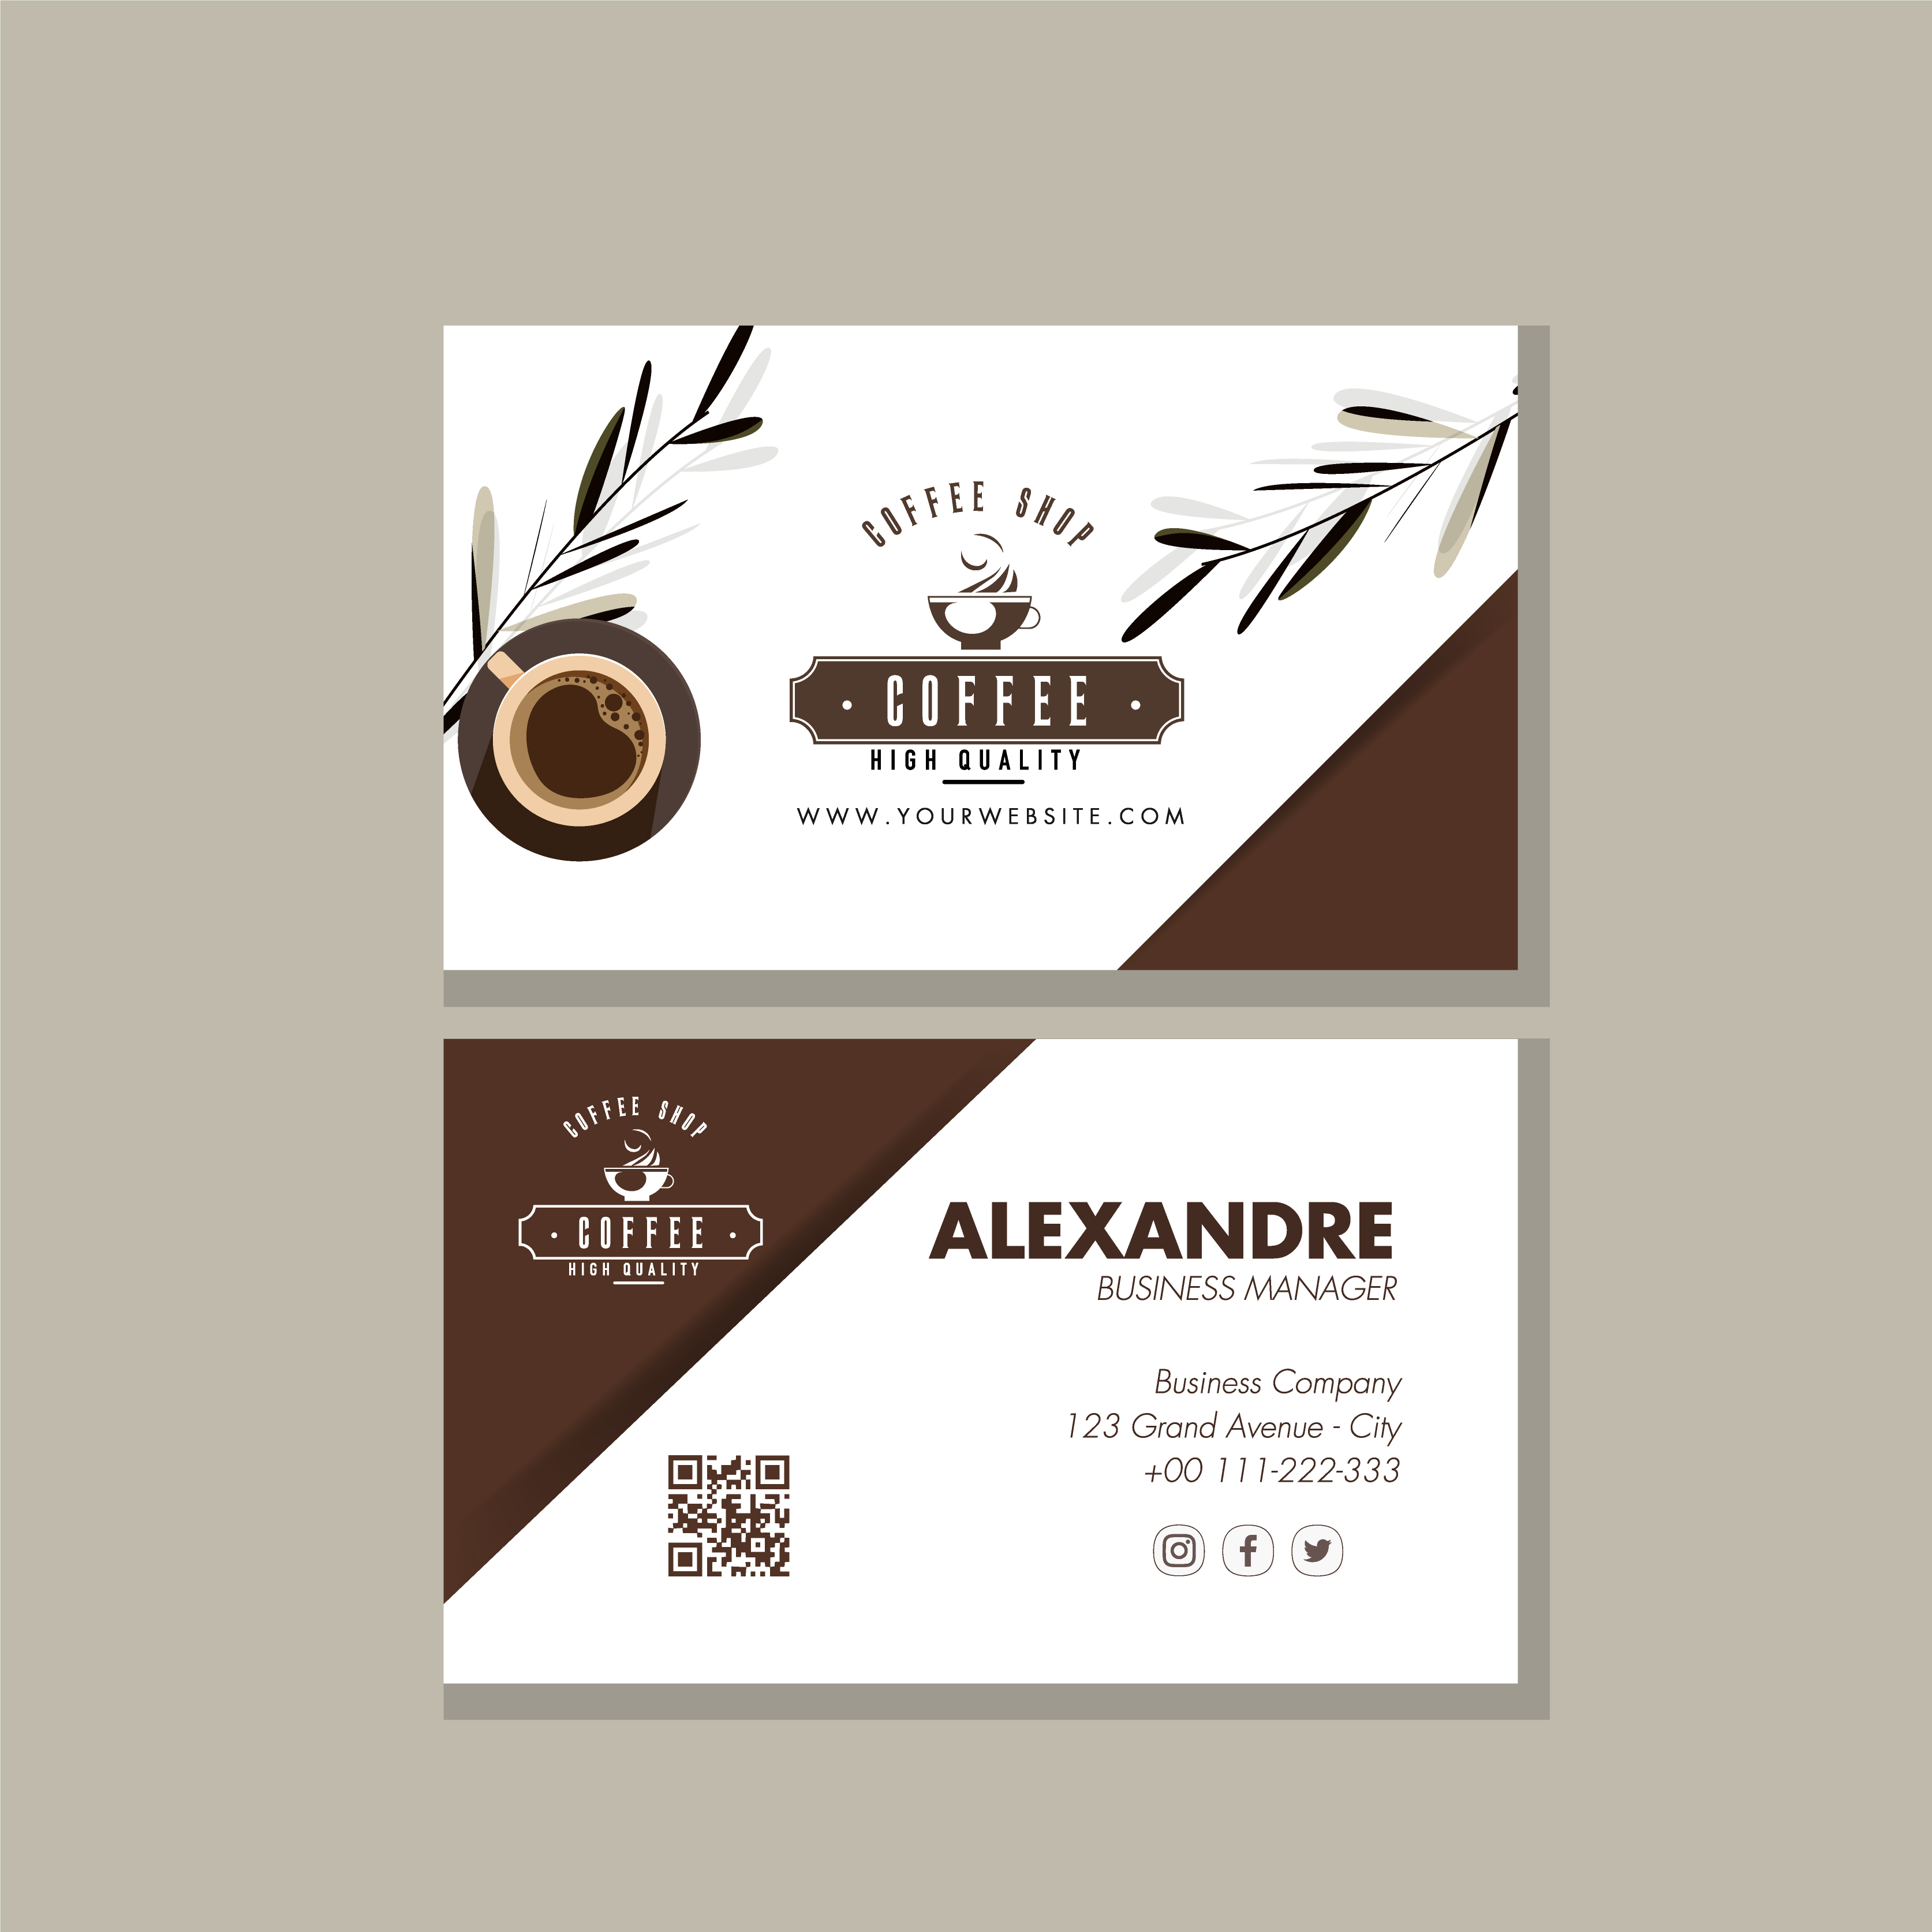 COFFEE SHOP
COFFEE
HIGH QUALITY
WWW.YOURWEBSITE.COM
COFFEE SHOP
COFFEE
HIGH QUALITY
ALEXANDRE
BUSINESS MANAGER
Business Company
123 Grand Avenue - City
+00 111-222-333